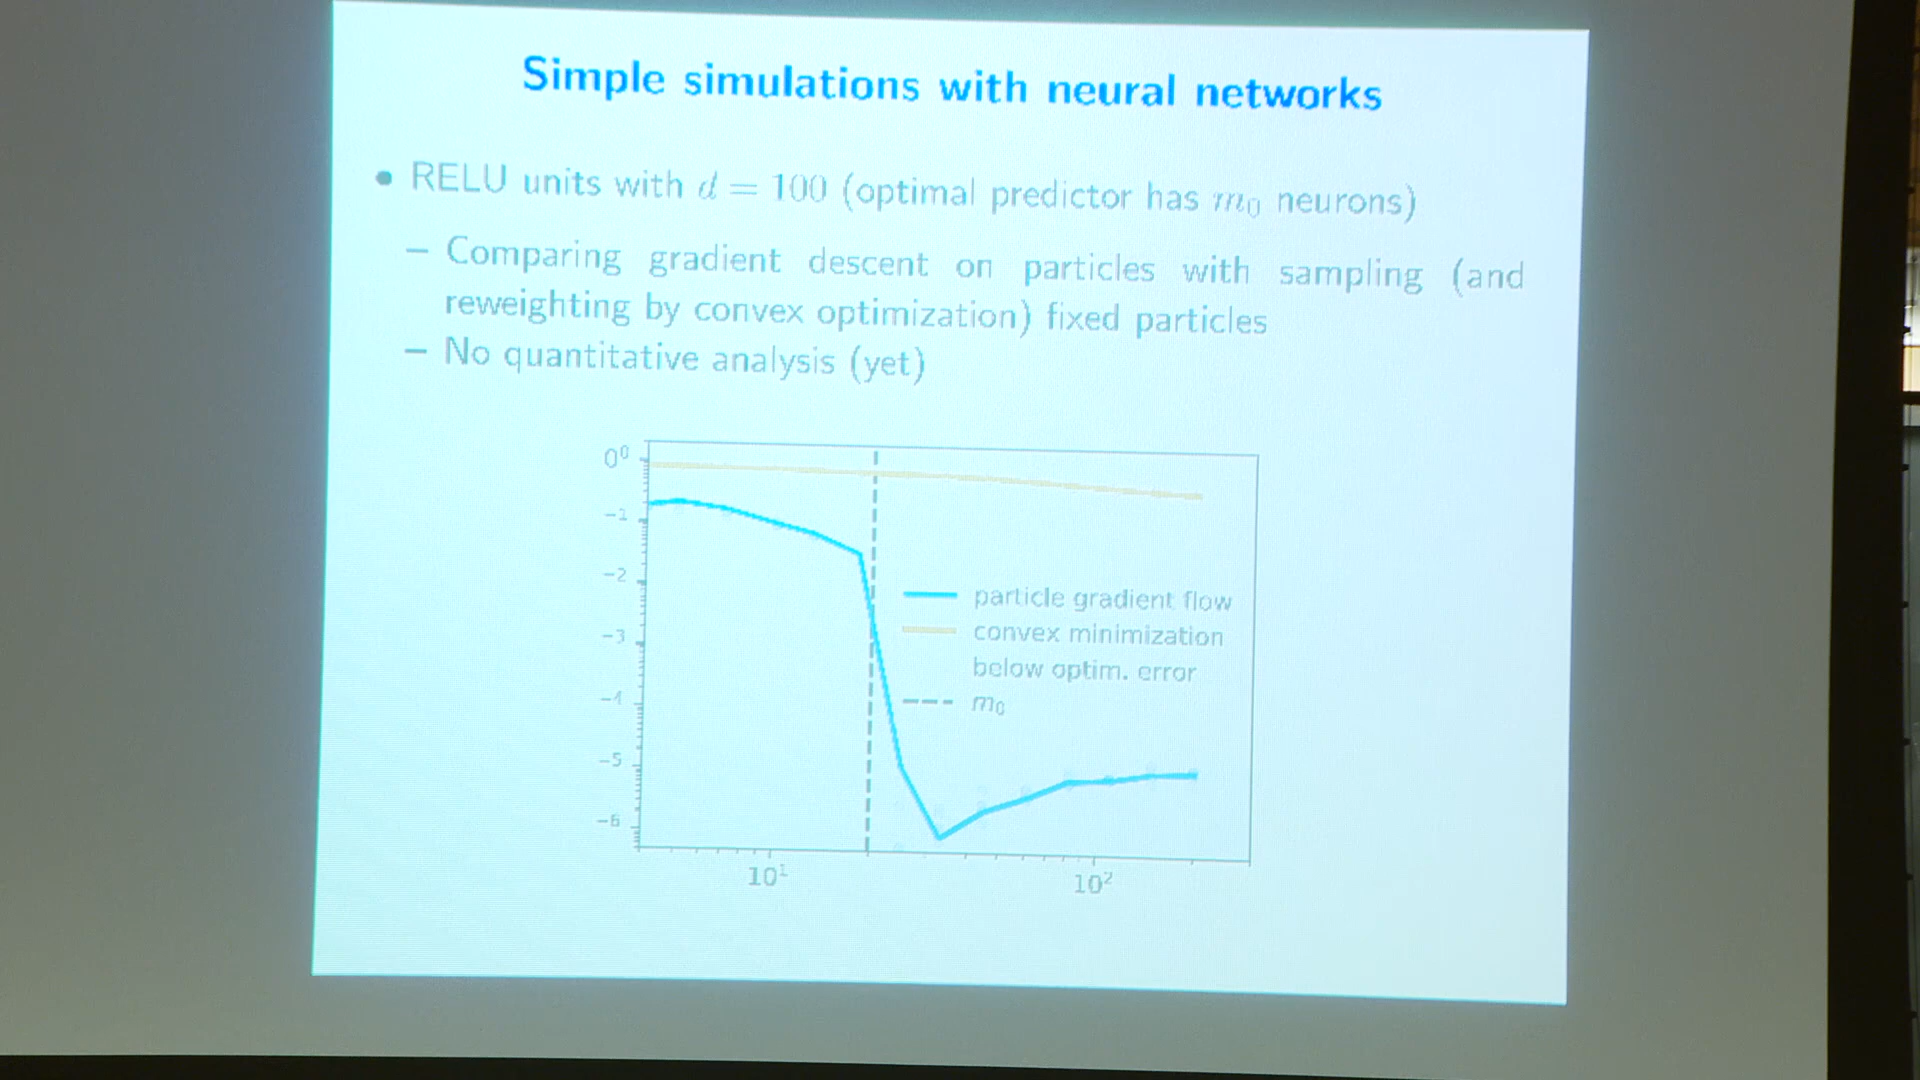 Simple simulations with neural networks
• RELU units with d = 100 (optimal predictor has m₀ neurons)
– Comparing gradient descent on particles with sampling (and
reweighting by convex optimization) fixed particles
– No quantitative analysis (yet)
0⁰
−1
−2
−3
−4
−5
−6
particle gradient flow
convex minimization
below optim. error
m₀
10¹
10²